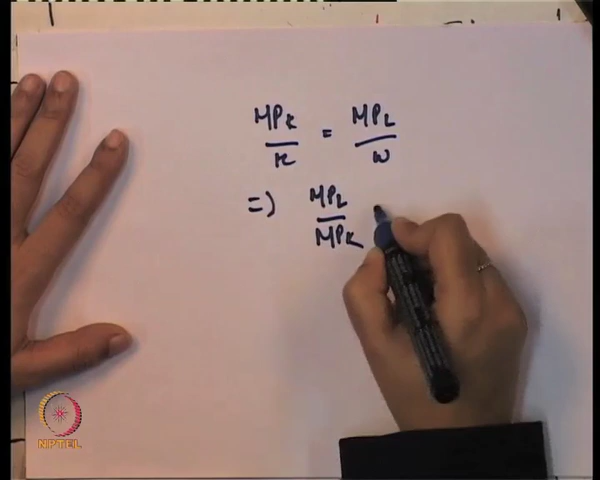 MPK / r = MPL / w
=) MPL / MPK
NPTEL